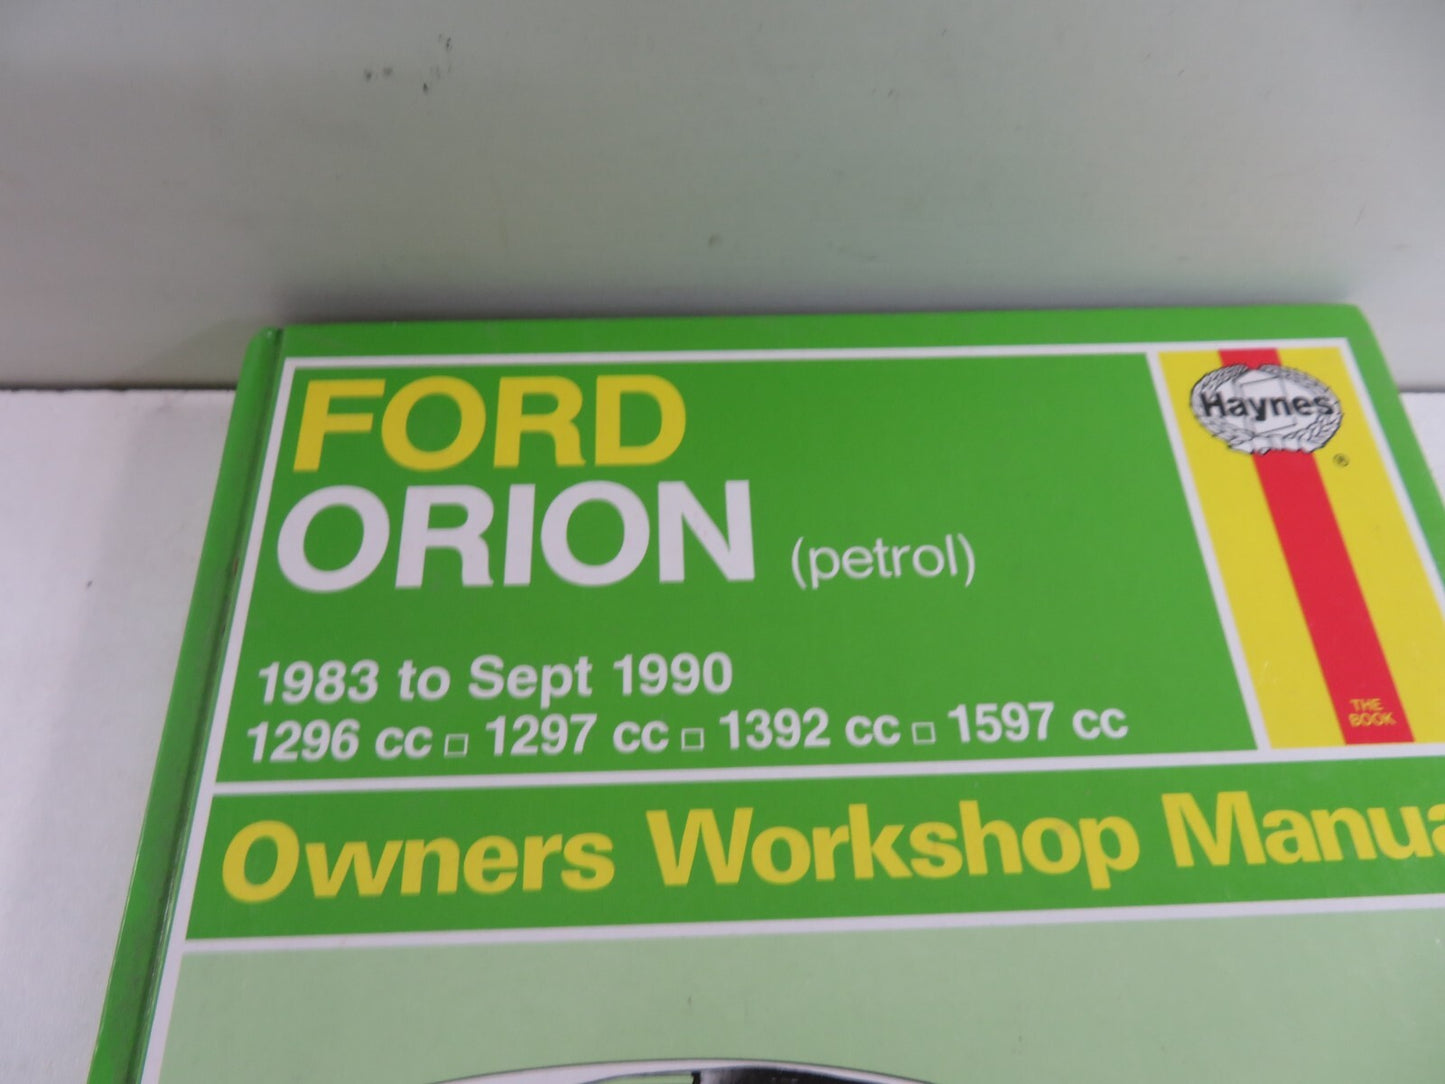 FORD
ORION (petrol)
Haynes
®
1983 to Sept 1990
1296 cc □ 1297 cc □ 1392 cc □ 1597 cc
THE
BOOK
Owners Workshop Manua